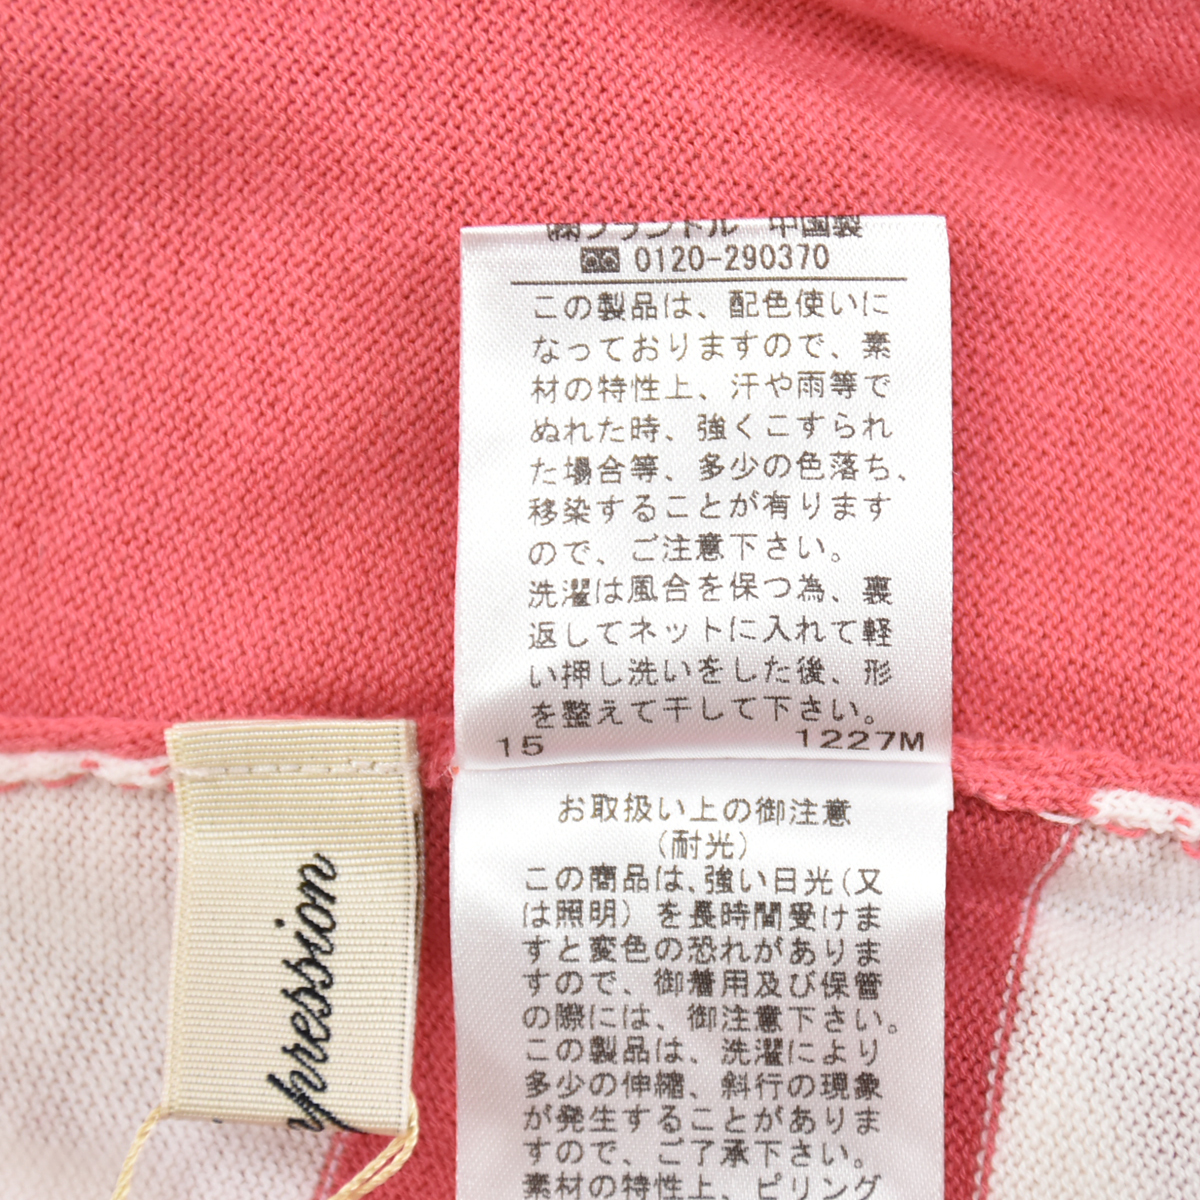 ㈱フランドル 中国製
0120-290370
この製品は、配色使いに
なっておりますので、素
材の特性上、汗や雨等で
ぬれた時、強くこすられ
た場合等、多少の色落ち、
移染することが有ります
ので、ご注意下さい。
洗濯は風合を保つ為、裏
返してネットに入れて軽
い押し洗いをした後、形
を整えて干して下さい。
15 1227M
お取扱い上の御注意
(耐光)
この商品は、強い日光(又
は照明)を長時間受けま
すと変色の恐れがありま
すので、御着用及び保管
の際には、御注意下さい。
この製品は、洗濯により
多少の伸縮、斜行の現象
が発生することがありま
すので、ご了承下さい。
素材の特性上、ピリング
pression